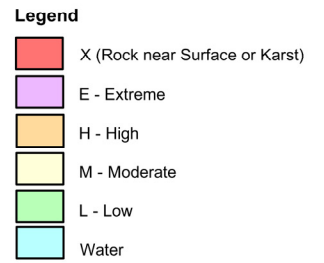 Legend
X (Rock near Surface or Karst)
E - Extreme
H - High
M - Moderate
L - Low
Water